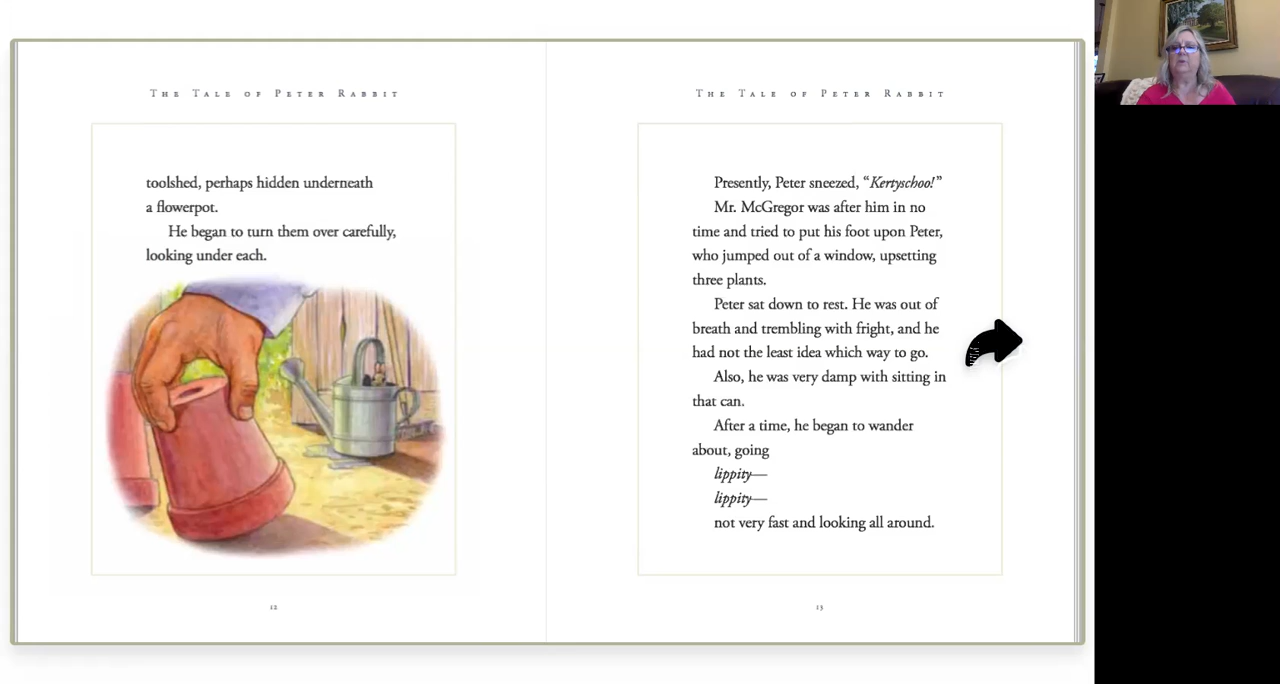 The Tale of Peter Rabbit
toolshed, perhaps hidden underneath
a flowerpot.
He began to turn them over carefully,
looking under each.
12
The Tale of Peter Rabbit
Presently, Peter sneezed, “Kertyschoo!”
Mr. McGregor was after him in no
time and tried to put his foot upon Peter,
who jumped out of a window, upsetting
three plants.
Peter sat down to rest. He was out of
breath and trembling with fright, and he
had not the least idea which way to go.
Also, he was very damp with sitting in
that can.
After a time, he began to wander
about, going
lippity—
lippity—
not very fast and looking all around.
13